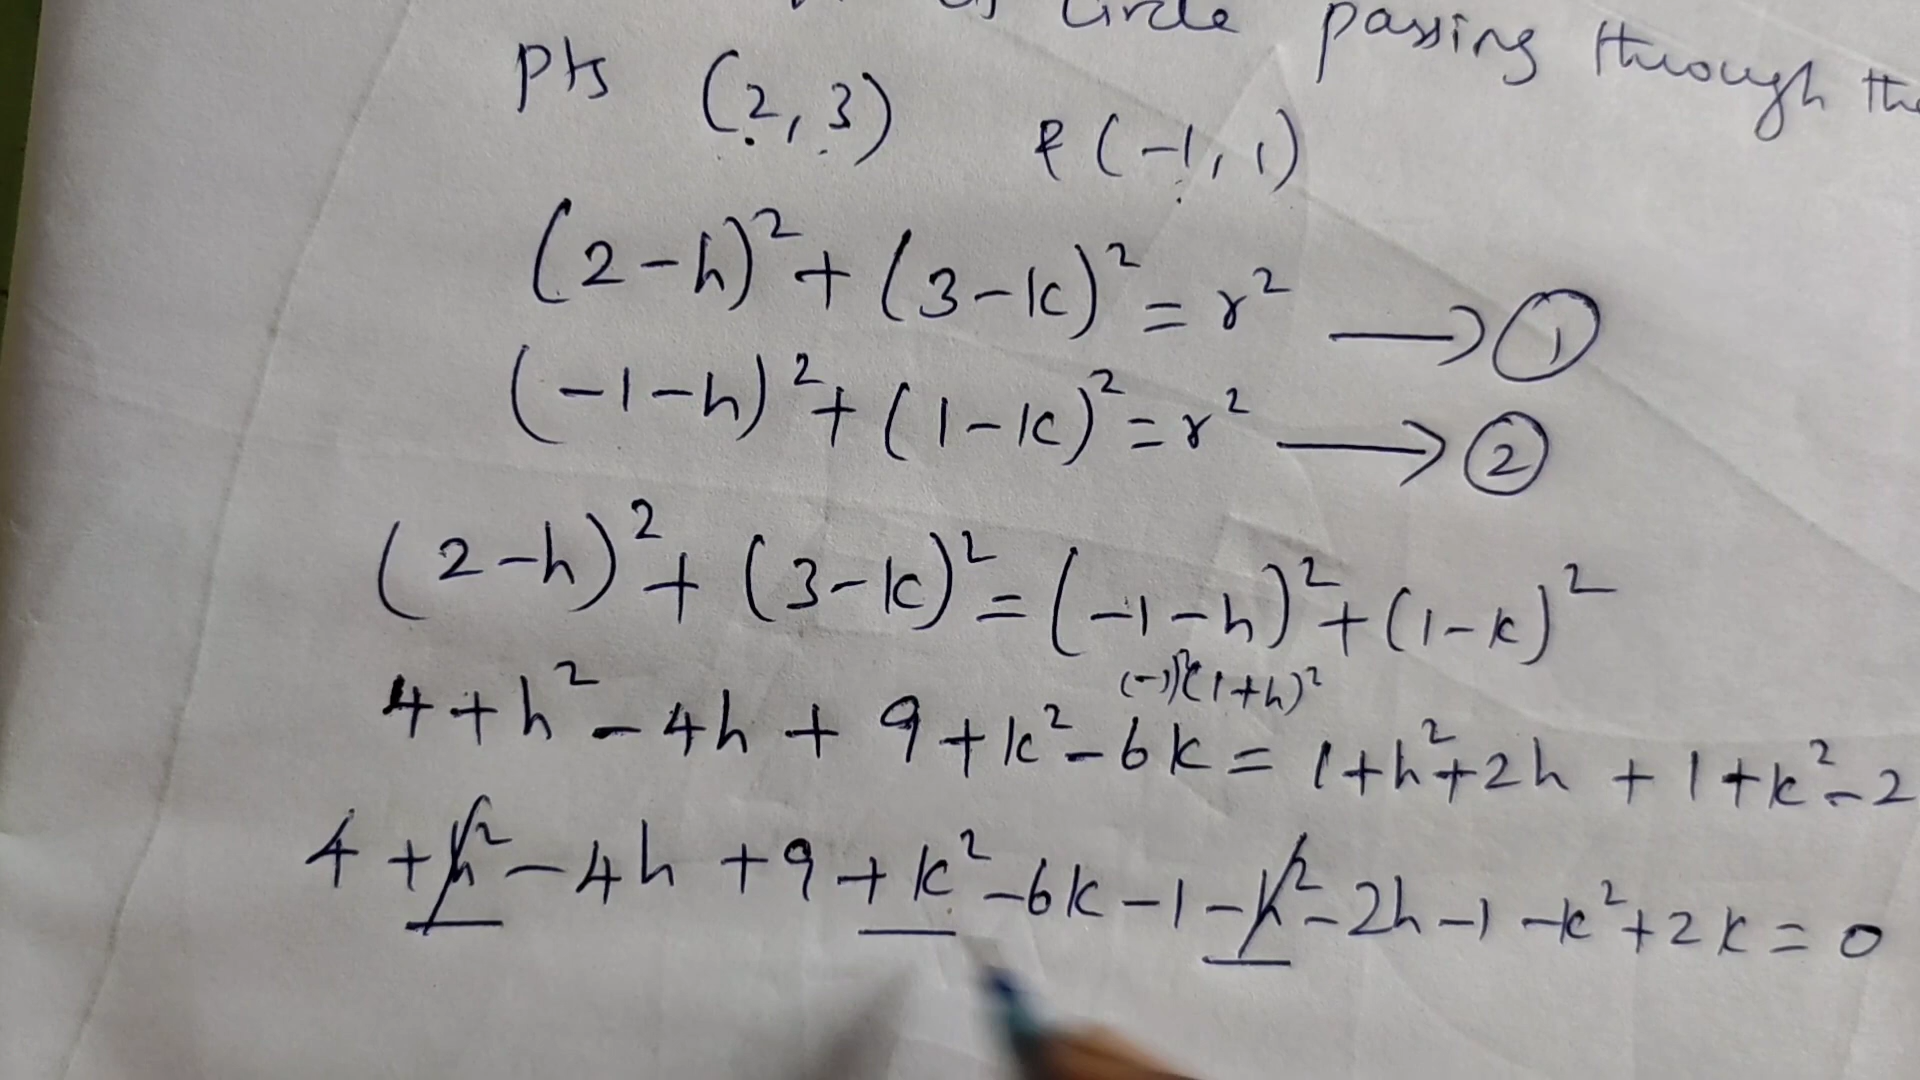 circle passing through the
pts (2,3) & (-1,1)
(2-h)² + (3-k)² = r² → ①
(-1-h)² + (1-k)² = r² → ②
(2-h)² + (3-k)² = (-1-h)² + (1-k)²
(-1)²(1+h)²
4+h²-4h + 9+k²-6k = 1+h²+2h + 1+k²-2
4+h²-4h+9+k²-6k-1-h²-2h-1-k²+2k=0